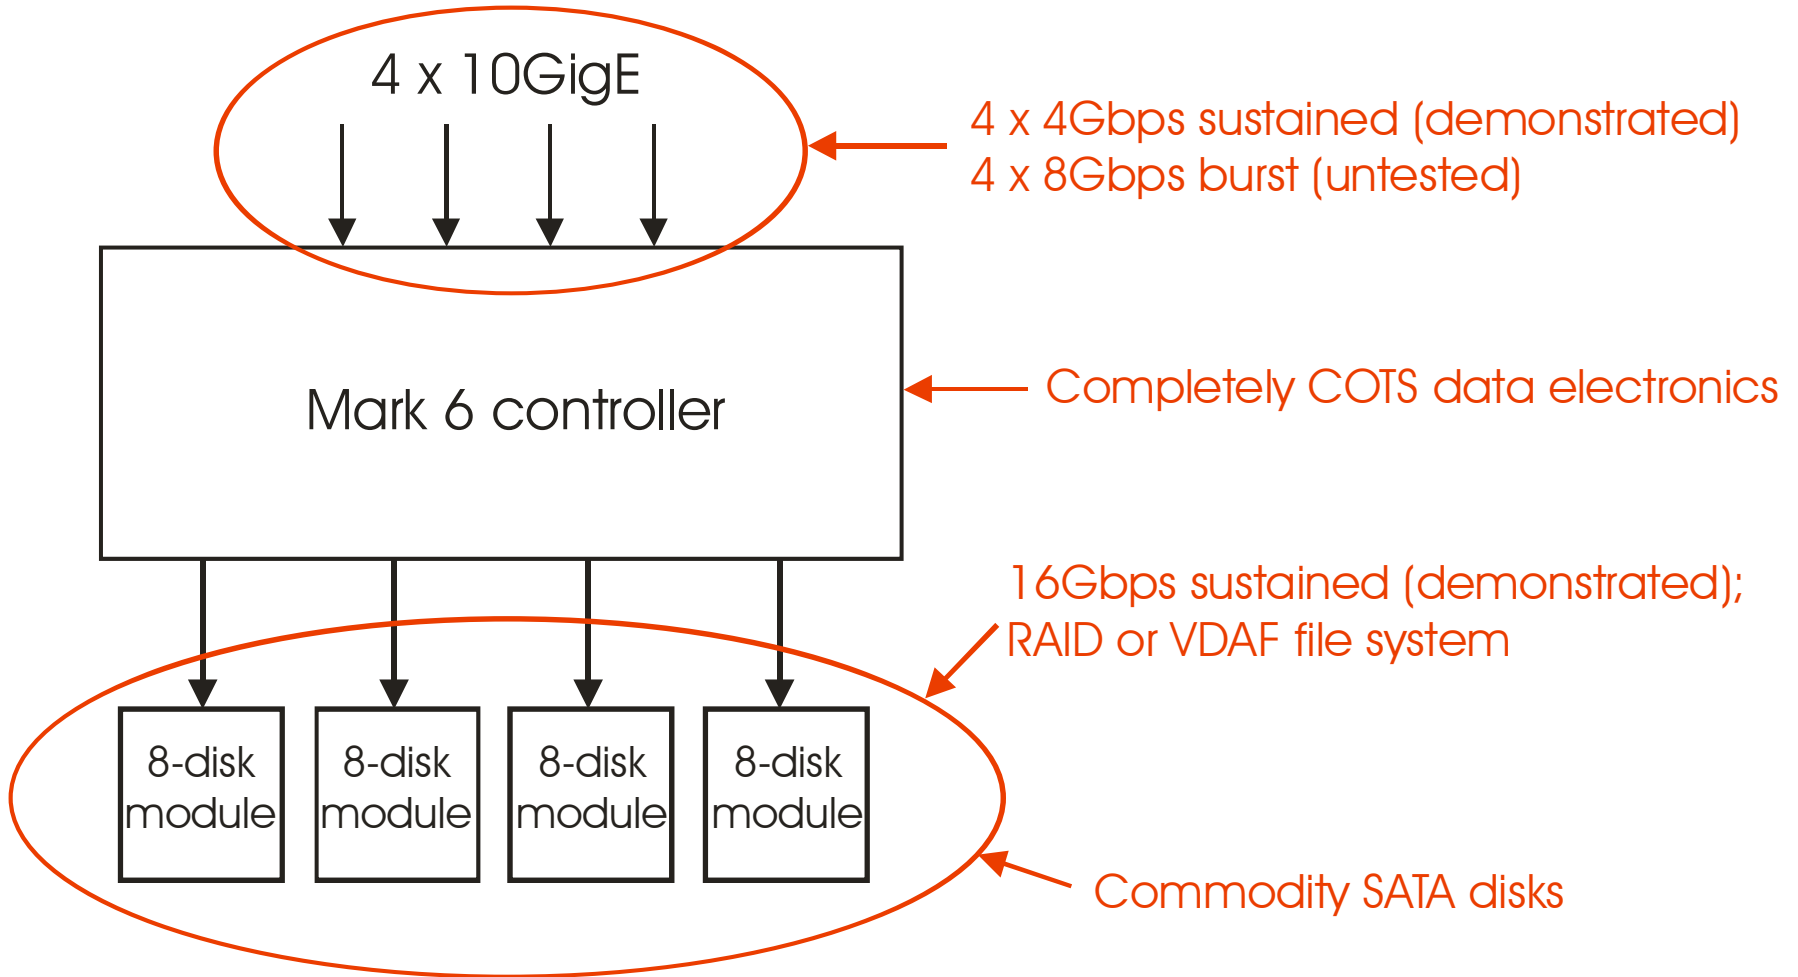 4 x 10GigE
4 x 4Gbps sustained (demonstrated)
4 x 8Gbps burst (untested)
Mark 6 controller
Completely COTS data electronics
16Gbps sustained (demonstrated);
RAID or VDAF file system
8-disk
module
8-disk
module
8-disk
module
8-disk
module
Commodity SATA disks